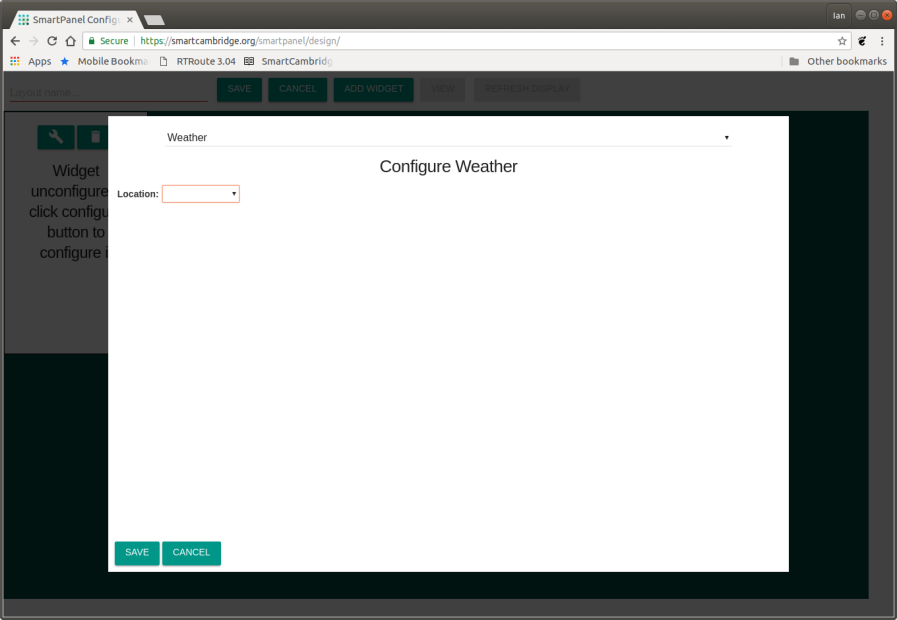 SmartPanel Config
Ian
Secure https://smartcambridge.org/smartpanel/design/
Apps Mobile Bookma RTRoute 3.04 SmartCambridg Other bookmarks
Layout name...
SAVE CANCEL ADD WIDGET VIEW REFRESH DISPLAY
Weather
Configure Weather
Location:
Widget
unconfigure
click configu
button to
configure i
SAVE CANCEL